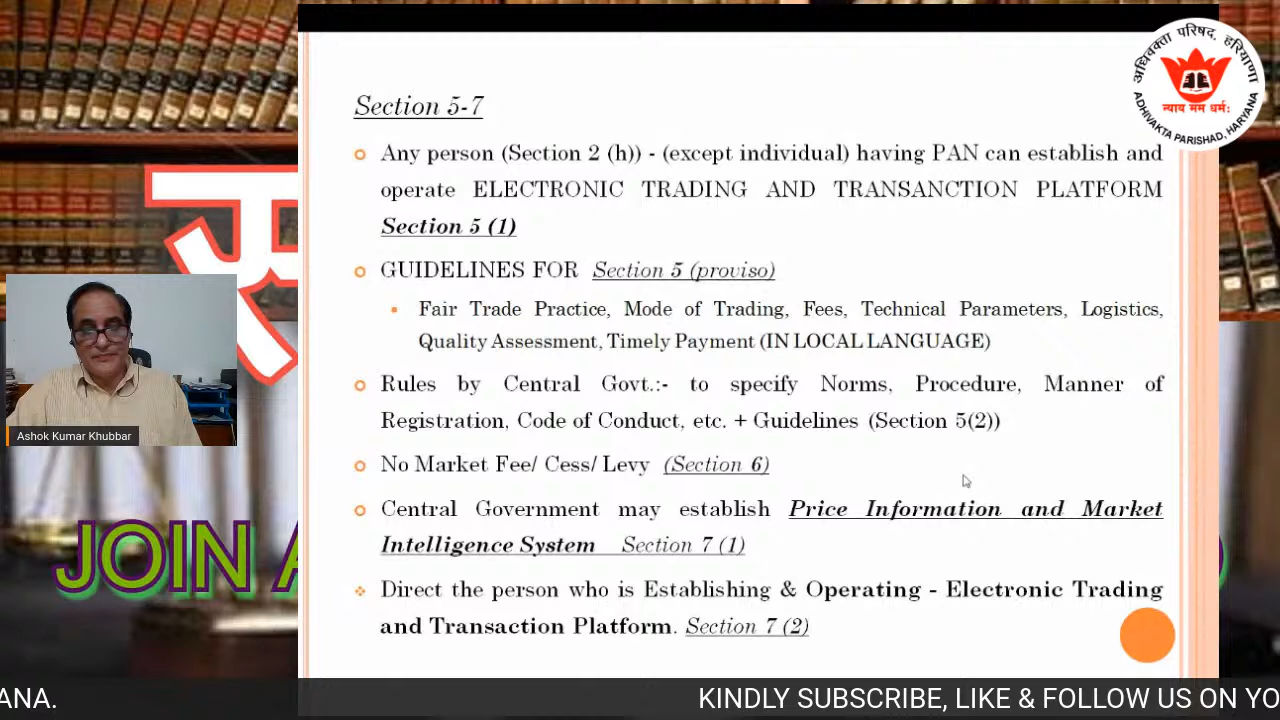 Section 5-7
Any person (Section 2 (h)) - (except individual) having PAN can establish and
operate ELECTRONIC TRADING AND TRANSANCTION PLATFORM
Section 5 (1)
GUIDELINES FOR Section 5 (proviso)
Fair Trade Practice, Mode of Trading, Fees, Technical Parameters, Logistics,
Quality Assessment, Timely Payment (IN LOCAL LANGUAGE)
Rules by Central Govt.:- to specify Norms, Procedure, Manner of
Registration, Code of Conduct, etc. + Guidelines (Section 5(2))
No Market Fee/ Cess/ Levy (Section 6)
Central Government may establish Price Information and Market
Intelligence System Section 7 (1)
Direct the person who is Establishing & Operating - Electronic Trading
and Transaction Platform. Section 7 (2)
अधिवक्ता परिषद, हरियाणा
न्याय मम धर्म:
ADHIVAKTA PARISHAD, HARYANA
Ashok Kumar Khubbar
JOIN
ANA.
KINDLY SUBSCRIBE, LIKE & FOLLOW US ON YO